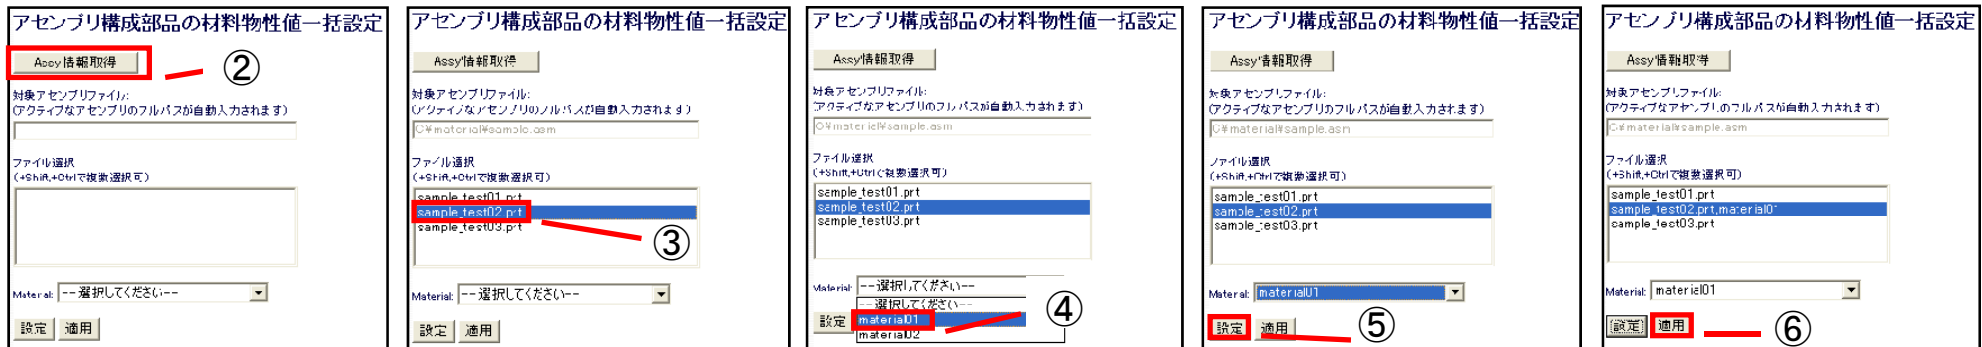 アセンブリ構成部品の材料物性値一括設定
Assy情報取得
②
対象アセンブリファイル:
(アクティブなアセンブリのフルパスが自動入力されます)
ファイル選択
(+Shift,+Ctrlで複数選択可)
Material: --選択してください--
設定 適用
アセンブリ構成部品の材料物性値一括設定
Assy情報取得
対象アセンブリファイル:
(アクティブなアセンブリのフルパスが自動入力されます)
C:¥material¥sample.asm
ファイル選択
(+Shift,+Ctrlで複数選択可)
sample_test01.prt
sample_test02.prt
sample_test03.prt
③
Material: --選択してください--
設定 適用
アセンブリ構成部品の材料物性値一括設定
Assy情報取得
対象アセンブリファイル:
(アクティブなアセンブリのフルパスが自動入力されます)
C:¥material¥sample.asm
ファイル選択
(+Shift,+Ctrlで複数選択可)
sample_test01.prt
sample_test02.prt
sample_test03.prt
Material: --選択してください--
--選択してください--
設定 material01
material02
④
アセンブリ構成部品の材料物性値一括設定
Assy情報取得
対象アセンブリファイル:
(アクティブなアセンブリのフルパスが自動入力されます)
C:¥material¥sample.asm
ファイル選択
(+Shift,+Ctrlで複数選択可)
sample_test01.prt
sample_test02.prt
sample_test03.prt
Material: material01
設定 適用
⑤
アセンブリ構成部品の材料物性値一括設定
Assy情報取得
対象アセンブリファイル:
(アクティブなアセンブリのフルパスが自動入力されます)
C:¥material¥sample.asm
ファイル選択
(+Shift,+Ctrlで複数選択可)
sample_test01.prt
sample_test02.prt,material01
sample_test03.prt
Material: material01
設定 適用
⑥